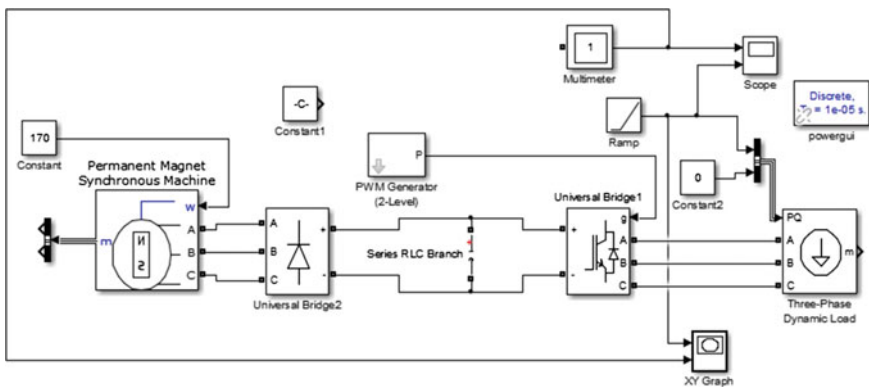 1
Multimeter
Scope
-C-
Constant1
Discrete,
= 1e-05 s.
powergui
Ramp
170
Constant
P
PWM Generator
(2-Level)
0
Constant2
Permanent Magnet
Synchronous Machine
w
m
A
B
C
N
S
A
B
C
+
-
Universal Bridge2
Series RLC Branch
+
Universal Bridge1
g
+
-
A
B
C
PQ
A
B
C
m
Three-Phase
Dynamic Load
XY Graph